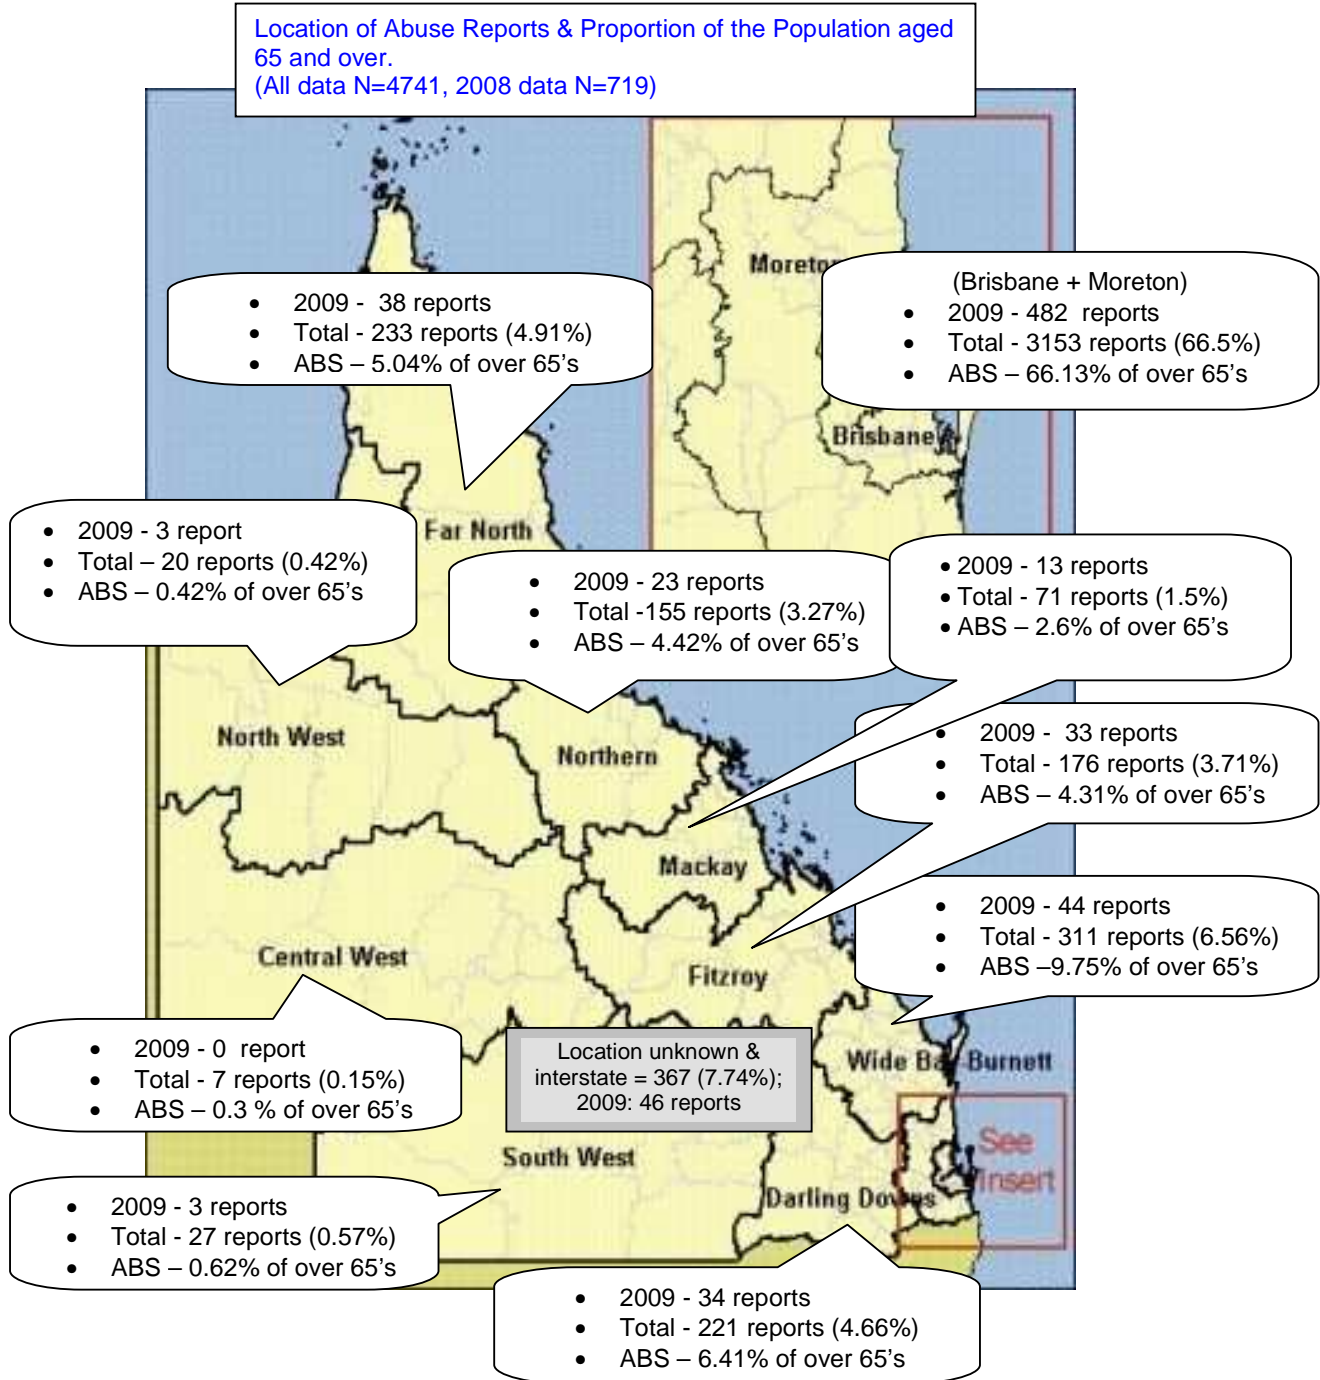 Location of Abuse Reports & Proportion of the Population aged
65 and over.
(All data N=4741, 2008 data N=719)
(Brisbane + Moreton)
• 2009 - 482 reports
• Total - 3153 reports (66.5%)
• ABS – 66.13% of over 65's
Brisbane
• 2009 - 38 reports
• Total - 233 reports (4.91%)
• ABS – 5.04% of over 65's
Far North
• 2009 - 3 report
• Total – 20 reports (0.42%)
• ABS – 0.42% of over 65's
North West
• 2009 - 23 reports
• Total -155 reports (3.27%)
• ABS – 4.42% of over 65's
Northern
• 2009 - 13 reports
• Total - 71 reports (1.5%)
• ABS – 2.6% of over 65's
Mackay
• 2009 - 33 reports
• Total - 176 reports (3.71%)
• ABS – 4.31% of over 65's
Fitzroy
• 2009 - 44 reports
• Total - 311 reports (6.56%)
• ABS –9.75% of over 65's
Central West
• 2009 - 0 report
• Total - 7 reports (0.15%)
• ABS – 0.3 % of over 65's
Location unknown &
interstate = 367 (7.74%);
2009: 46 reports
Wide Bay-Burnett
See
Insert
South West
• 2009 - 3 reports
• Total - 27 reports (0.57%)
• ABS – 0.62% of over 65's
Darling Downs
• 2009 - 34 reports
• Total - 221 reports (4.66%)
• ABS – 6.41% of over 65's